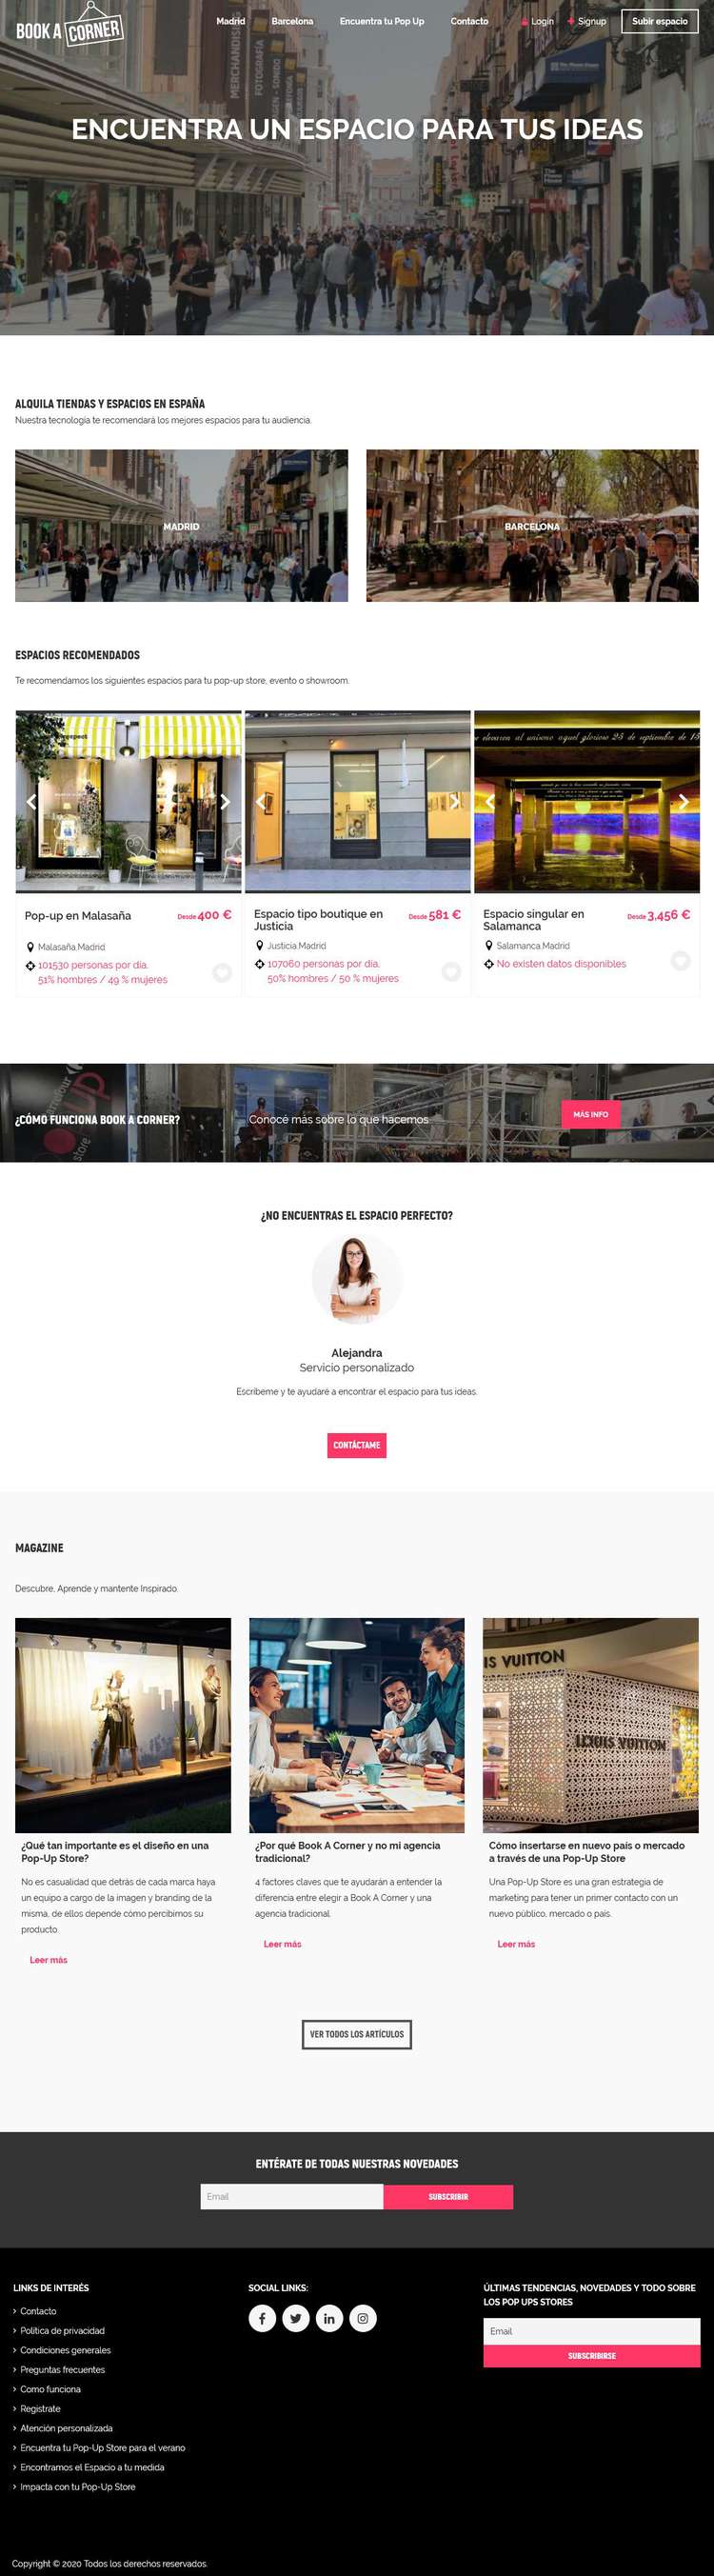 BOOK A CORNER
Madrid
Barcelona
Encuentra tu Pop Up
Contacto
Login
Signup
Subir espacio
MERCHANDISING
FOTOGRAFÍA
ENCUENTRA UN ESPACIO PARA TUS IDEAS
ALQUILA TIENDAS Y ESPACIOS EN ESPAÑA
Nuestra tecnología te recomendará los mejores espacios para tu audiencia.
MADRID
BARCELONA
ESPACIOS RECOMENDADOS
Te recomendamos los siguientes espacios para tu pop-up store, evento o showroom.
Pop-up en Malasaña
Desde 400 €
Malasaña,Madrid
101530 personas por dia,
51% hombres / 49 % mujeres
Espacio tipo boutique en
Justicia
Desde 581 €
Justicia,Madrid
107060 personas por dia,
50% hombres / 50 % mujeres
Espacio singular en
Salamanca
Desde 3,456 €
Salamanca,Madrid
No existen datos disponibles
¿CÓMO FUNCIONA BOOK A CORNER?
Conocé más sobre lo que hacemos
MÁS INFO
¿NO ENCUENTRAS EL ESPACIO PERFECTO?
Alejandra
Servicio personalizado
Escribeme y te ayudaré a encontrar el espacio para tus ideas.
CONTÁCTAME
MAGAZINE
Descubre, Aprende y mantente Inspirado.
IS VUITTON
LOUIS VUITTON
¿Qué tan importante es el diseño en una
Pop-Up Store?
No es casualidad que detrás de cada marca haya
un equipo a cargo de la imagen y branding de la
misma, de ellos depende cómo percibimos su
producto.
Leer más
¿Por qué Book A Corner y no mi agencia
tradicional?
4 factores claves que te ayudarán a entender la
diferencia entre elegir a Book A Corner y una
agencia tradicional.
Leer más
Cómo insertarse en nuevo país o mercado
a través de una Pop-Up Store
Una Pop-Up Store es una gran estrategia de
marketing para tener un primer contacto con un
nuevo público, mercado o país.
Leer más
VER TODOS LOS ARTÍCULOS
ENTÉRATE DE TODAS NUESTRAS NOVEDADES
Email
SUBSCRIBIR
LINKS DE INTERÉS
Contacto
Política de privacidad
Condiciones generales
Preguntas frecuentes
Como funciona
Registrate
Atención personalizada
Encuentra tu Pop-Up Store para el verano
Encontramos el Espacio a tu medida
Impacta con tu Pop-Up Store
SOCIAL LINKS:
ÚLTIMAS TENDENCIAS, NOVEDADES Y TODO SOBRE
LOS POP UPS STORES
Email
SUBSCRIBIRSE
Copyright © 2020 Todos los derechos reservados.